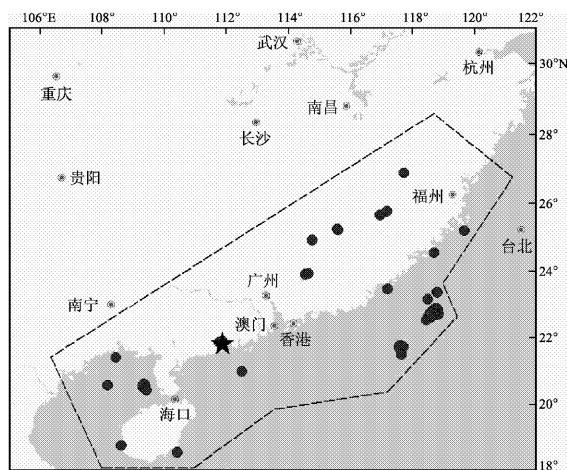 106°E 108° 110° 112° 114° 116° 118° 120° 122°
武汉
杭州
30°N
重庆
南昌
长沙
28°
贵阳
福州
26°
台北
24°
广州
南宁
澳门
香港
22°
海口
20°
18°